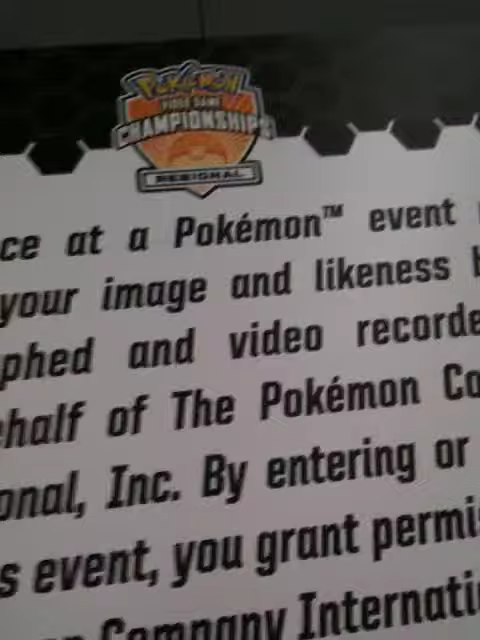 Pokémon
VIDEO GAME
CHAMPIONSHIPS
REGIONAL
ce at a Pokémon™ event
your image and likeness b
phed and video recorde
ehalf of The Pokémon Co
onal, Inc. By entering or
s event, you grant permis
Company Internati